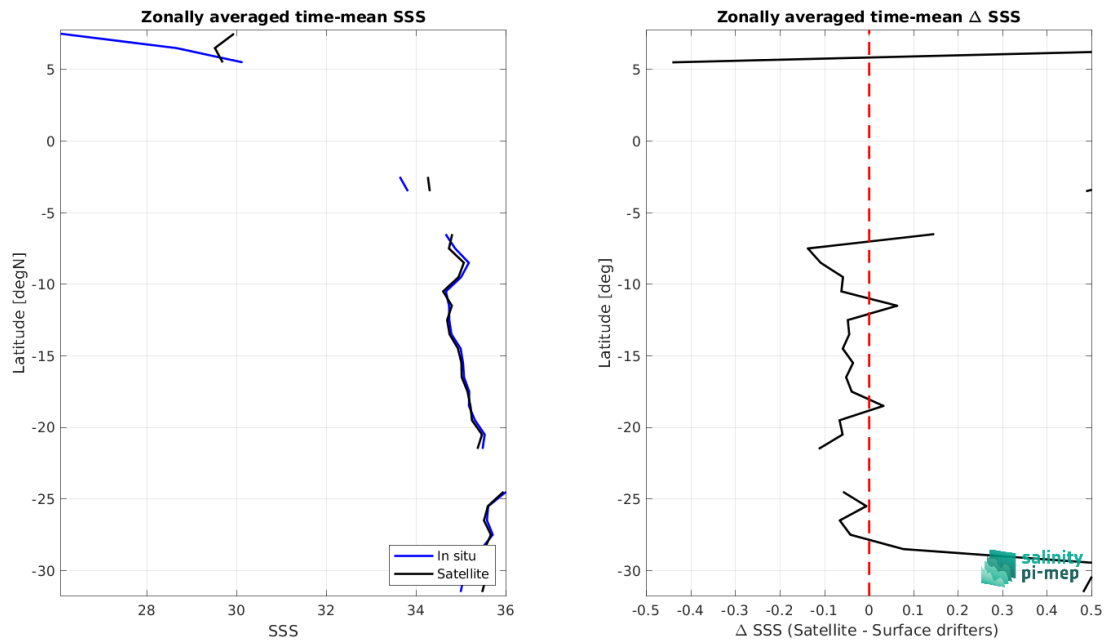 Zonally averaged time-mean SSS
Latitude [degN]
5
0
-5
-10
-15
-20
-25
-30
28 30 32 34 36
SSS
In situ
Satellite
Zonally averaged time-mean Δ SSS
Latitude [deg]
5
0
-5
-10
-15
-20
-25
-30
-0.5 -0.4 -0.3 -0.2 -0.1 0 0.1 0.2 0.3 0.4 0.5
Δ SSS (Satellite - Surface drifters)
salinity
pi-mep